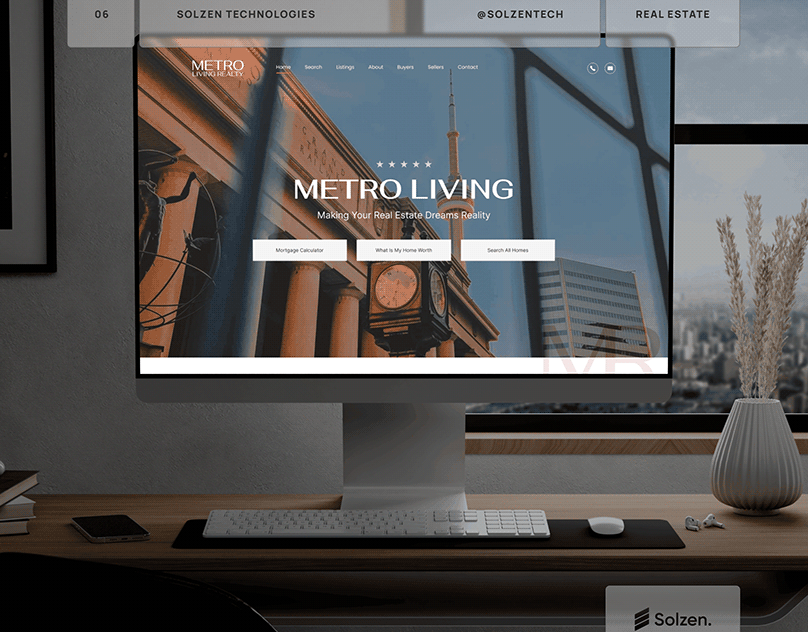 06
SOLZEN TECHNOLOGIES
@SOLZENTECH
REAL ESTATE
METRO
LIVING REALTY
Home
Search
Listings
About
Buyers
Sellers
Contact
METRO LIVING
Making Your Real Estate Dreams Reality
Mortgage Calculator
What Is My Home Worth
Search All Homes
Solzen.